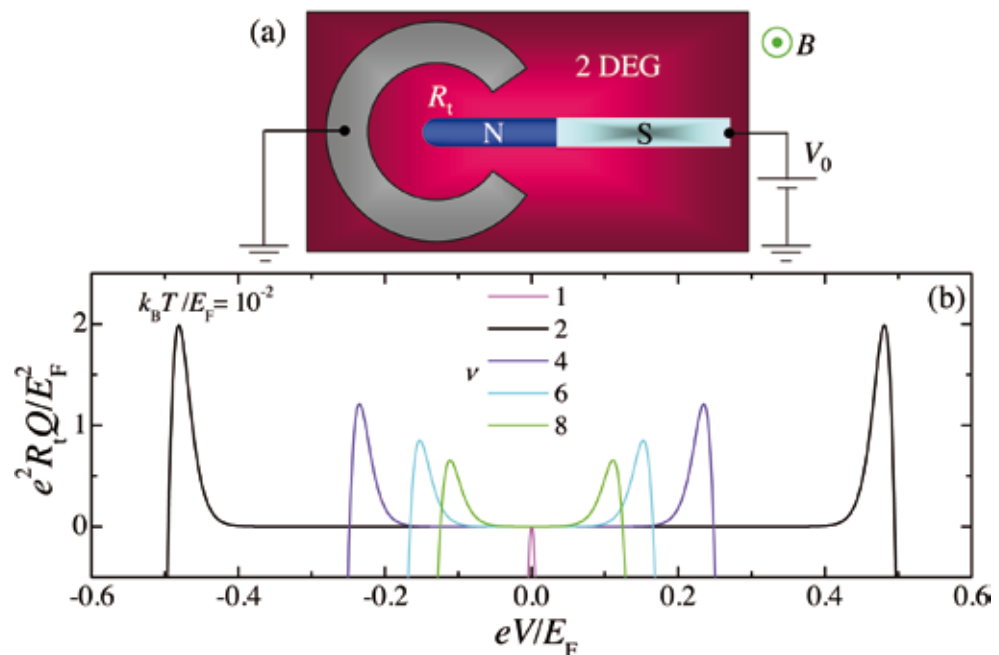 (a)
2 DEG
B
R_t
N
S
V_0
k_B T/E_F = 10^-2
(b)
ν
1
2
4
6
8
e^2 R_t Q/E_F^2
2
1
0
-0.6 -0.4 -0.2 0.0 0.2 0.4 0.6
eV/E_F